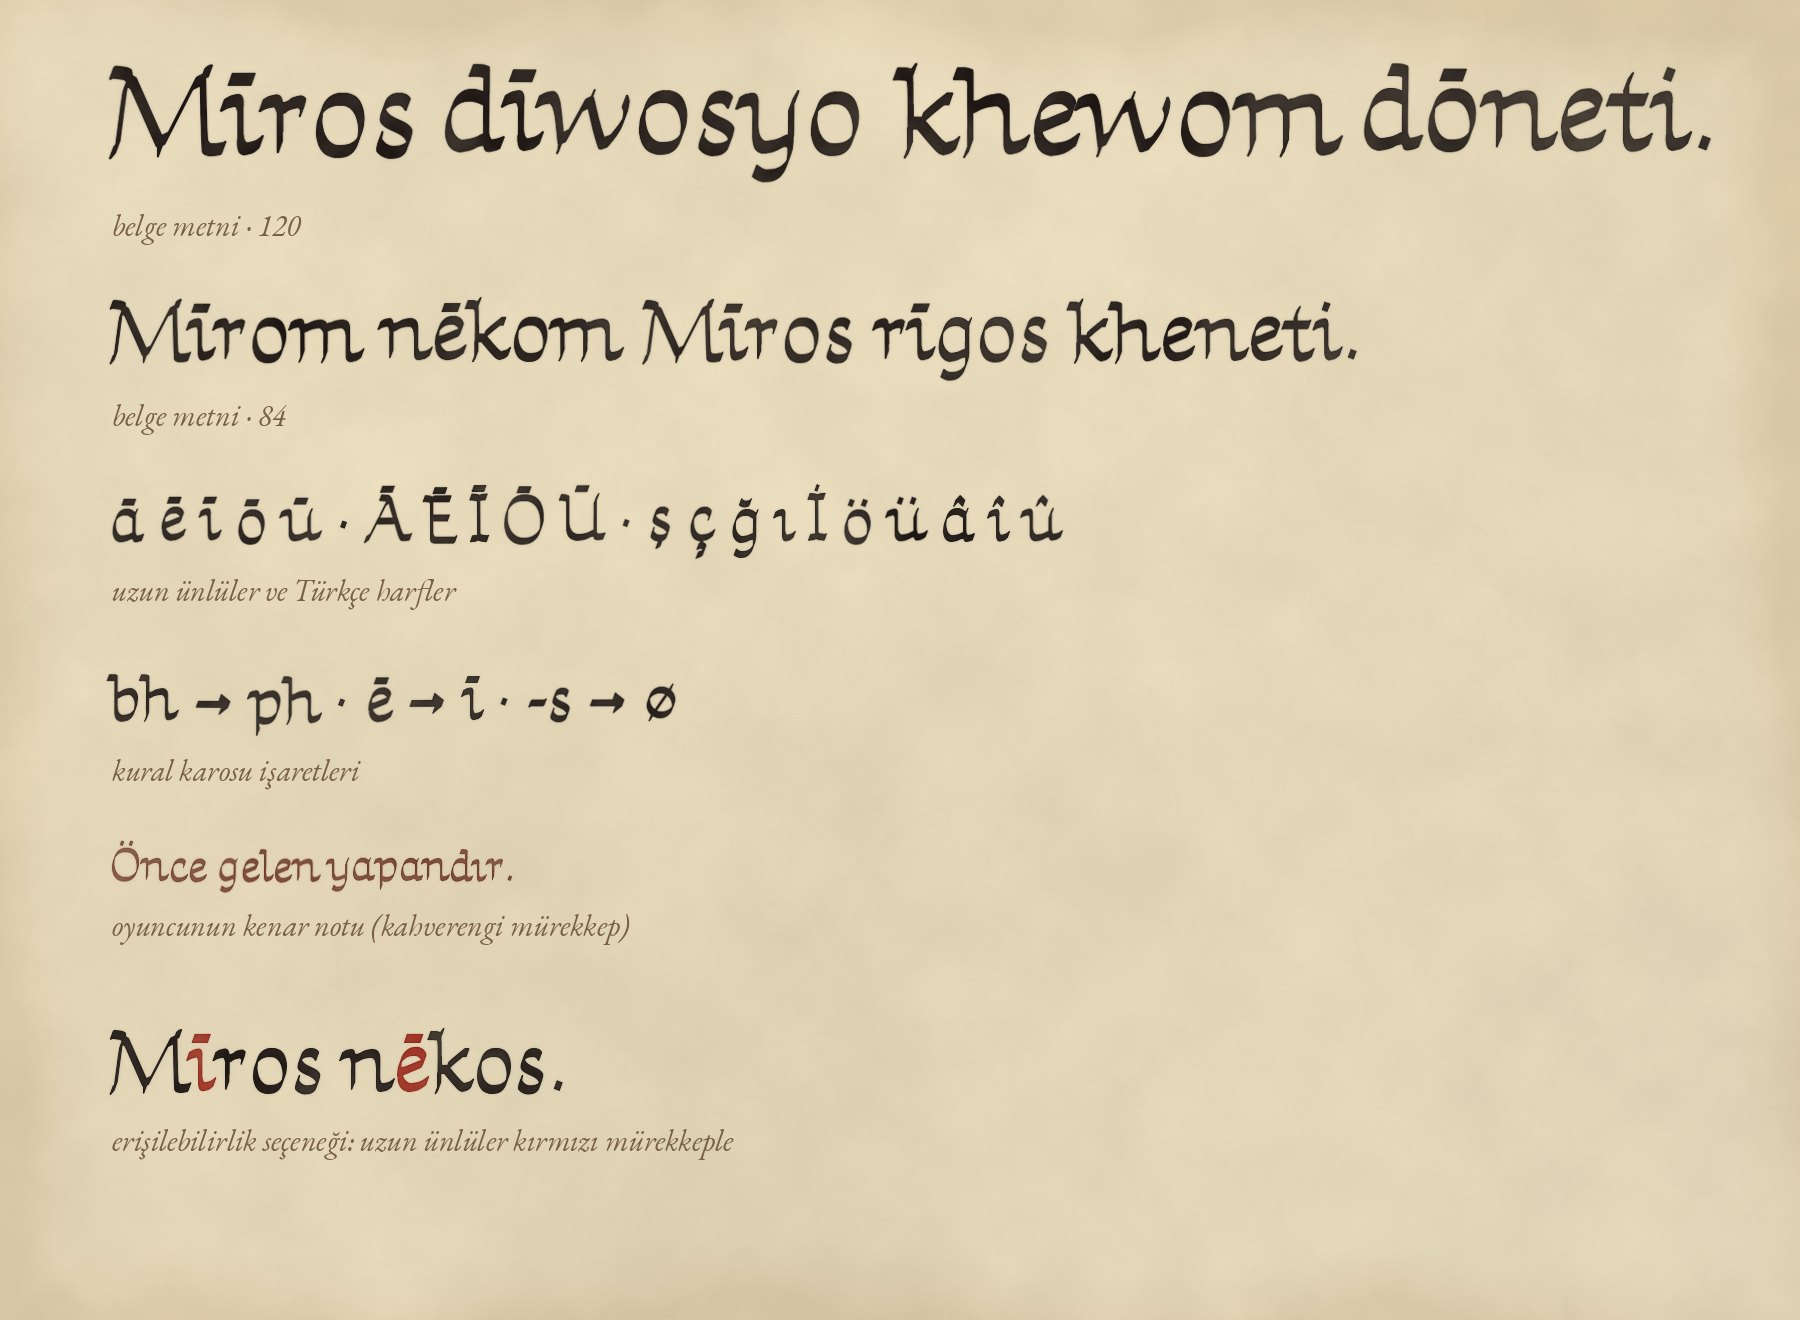 Mīros dīwosyo khewom dōneti.
belge metni · 120
Mīrom nēkom Mīros rīgos kheneti.
belge metni · 84
ā ē ī ō ū · Ā Ē Ī Ō Ū · ş ç ğ ı İ ö ü â î û
uzun ünlüler ve Türkçe harfler
bh → ph · ē → ī · -s → ø
kural karosu işaretleri
Önce gelen yapandır.
oyuncunun kenar notu (kahverengi mürekkep)
Mīros nēkos.
erişilebilirlik seçeneği: uzun ünlüler kırmızı mürekkeple